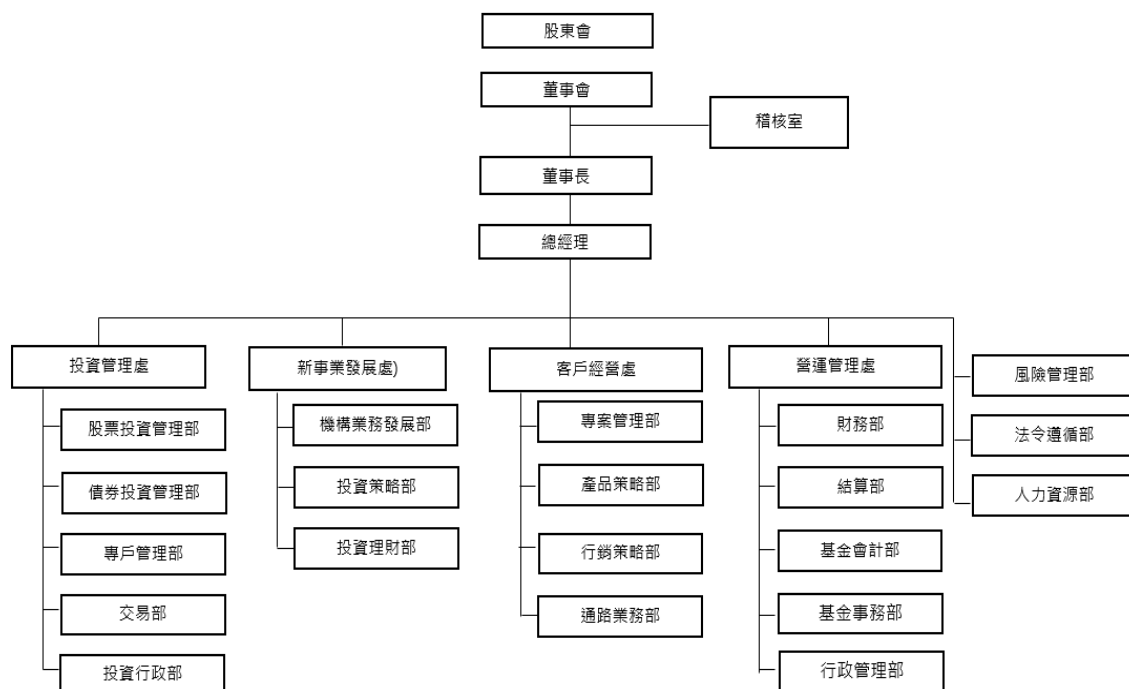 股東會
董事會
稽核室
董事長
總經理
投資管理處
股票投資管理部
債券投資管理部
專戶管理部
交易部
投資行政部
新事業發展處)
機構業務發展部
投資策略部
投資理財部
客戶經營處
專案管理部
產品策略部
行銷策略部
通路業務部
營運管理處
財務部
結算部
基金會計部
基金事務部
行政管理部
風險管理部
法令遵循部
人力資源部